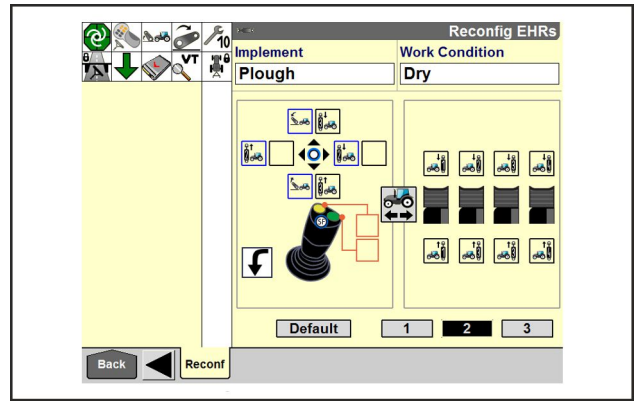 Reconfig EHRs
10
VT
Implement
Work Condition
Plough
Dry
SF
Default
1
2
3
Back
Reconf